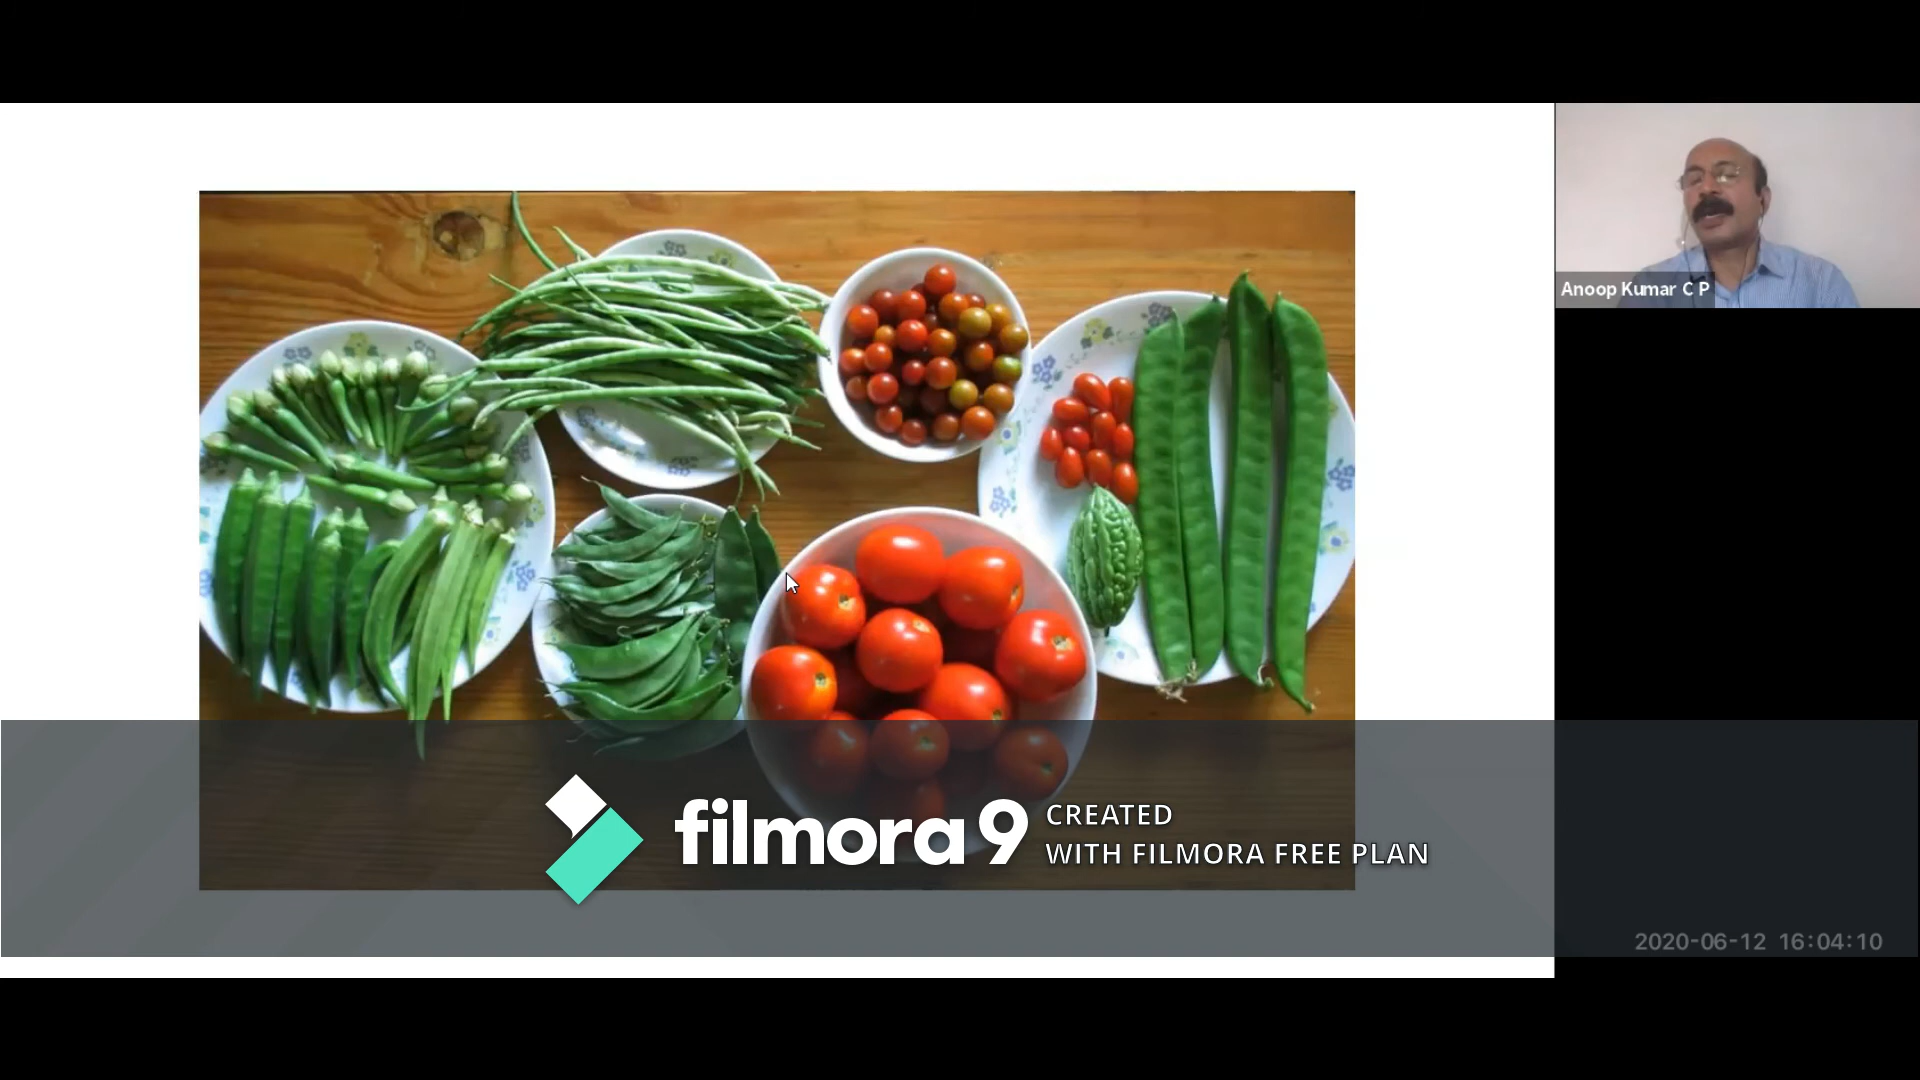 Anoop Kumar C P
filmora9
CREATED
WITH FILMORA FREE PLAN
2020-06-12 16:04:10